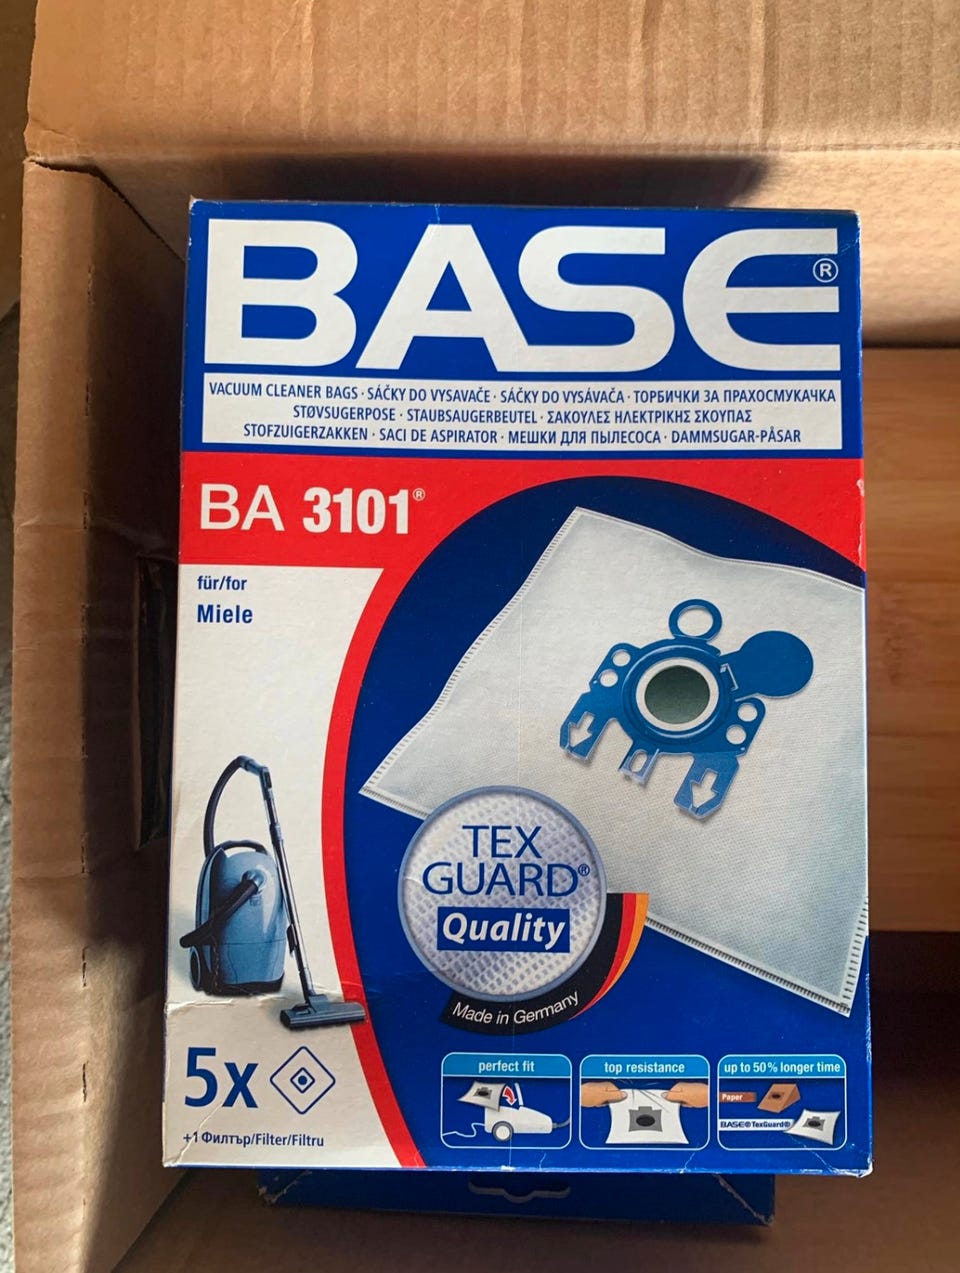 BASE®
VACUUM CLEANER BAGS · SÁČKY DO VYSAVAČE · SÁČKY DO VYSÁVAČA · ТОРБИЧКИ ЗА ПРАХОСМУКАЧКА
STØVSUGERPOSE · STAUBSAUGERBEUTEL · ΣΑΚΟΥΛΕΣ ΗΛΕΚΤΡΙΚΗΣ ΣΚΟΥΠΑΣ
STOFZUIGERZAKKEN · SACI DE ASPIRATOR · МЕШКИ ДЛЯ ПЫЛЕСОСА · DAMMSUGAR-PÅSAR
BA 3101®
für/for
Miele
TEX
GUARD®
Quality
Made in Germany
5x
+1 Филтър/Filter/Filtru
perfect fit
top resistance
up to 50% longer time
Paper
BASE®TexGuard®